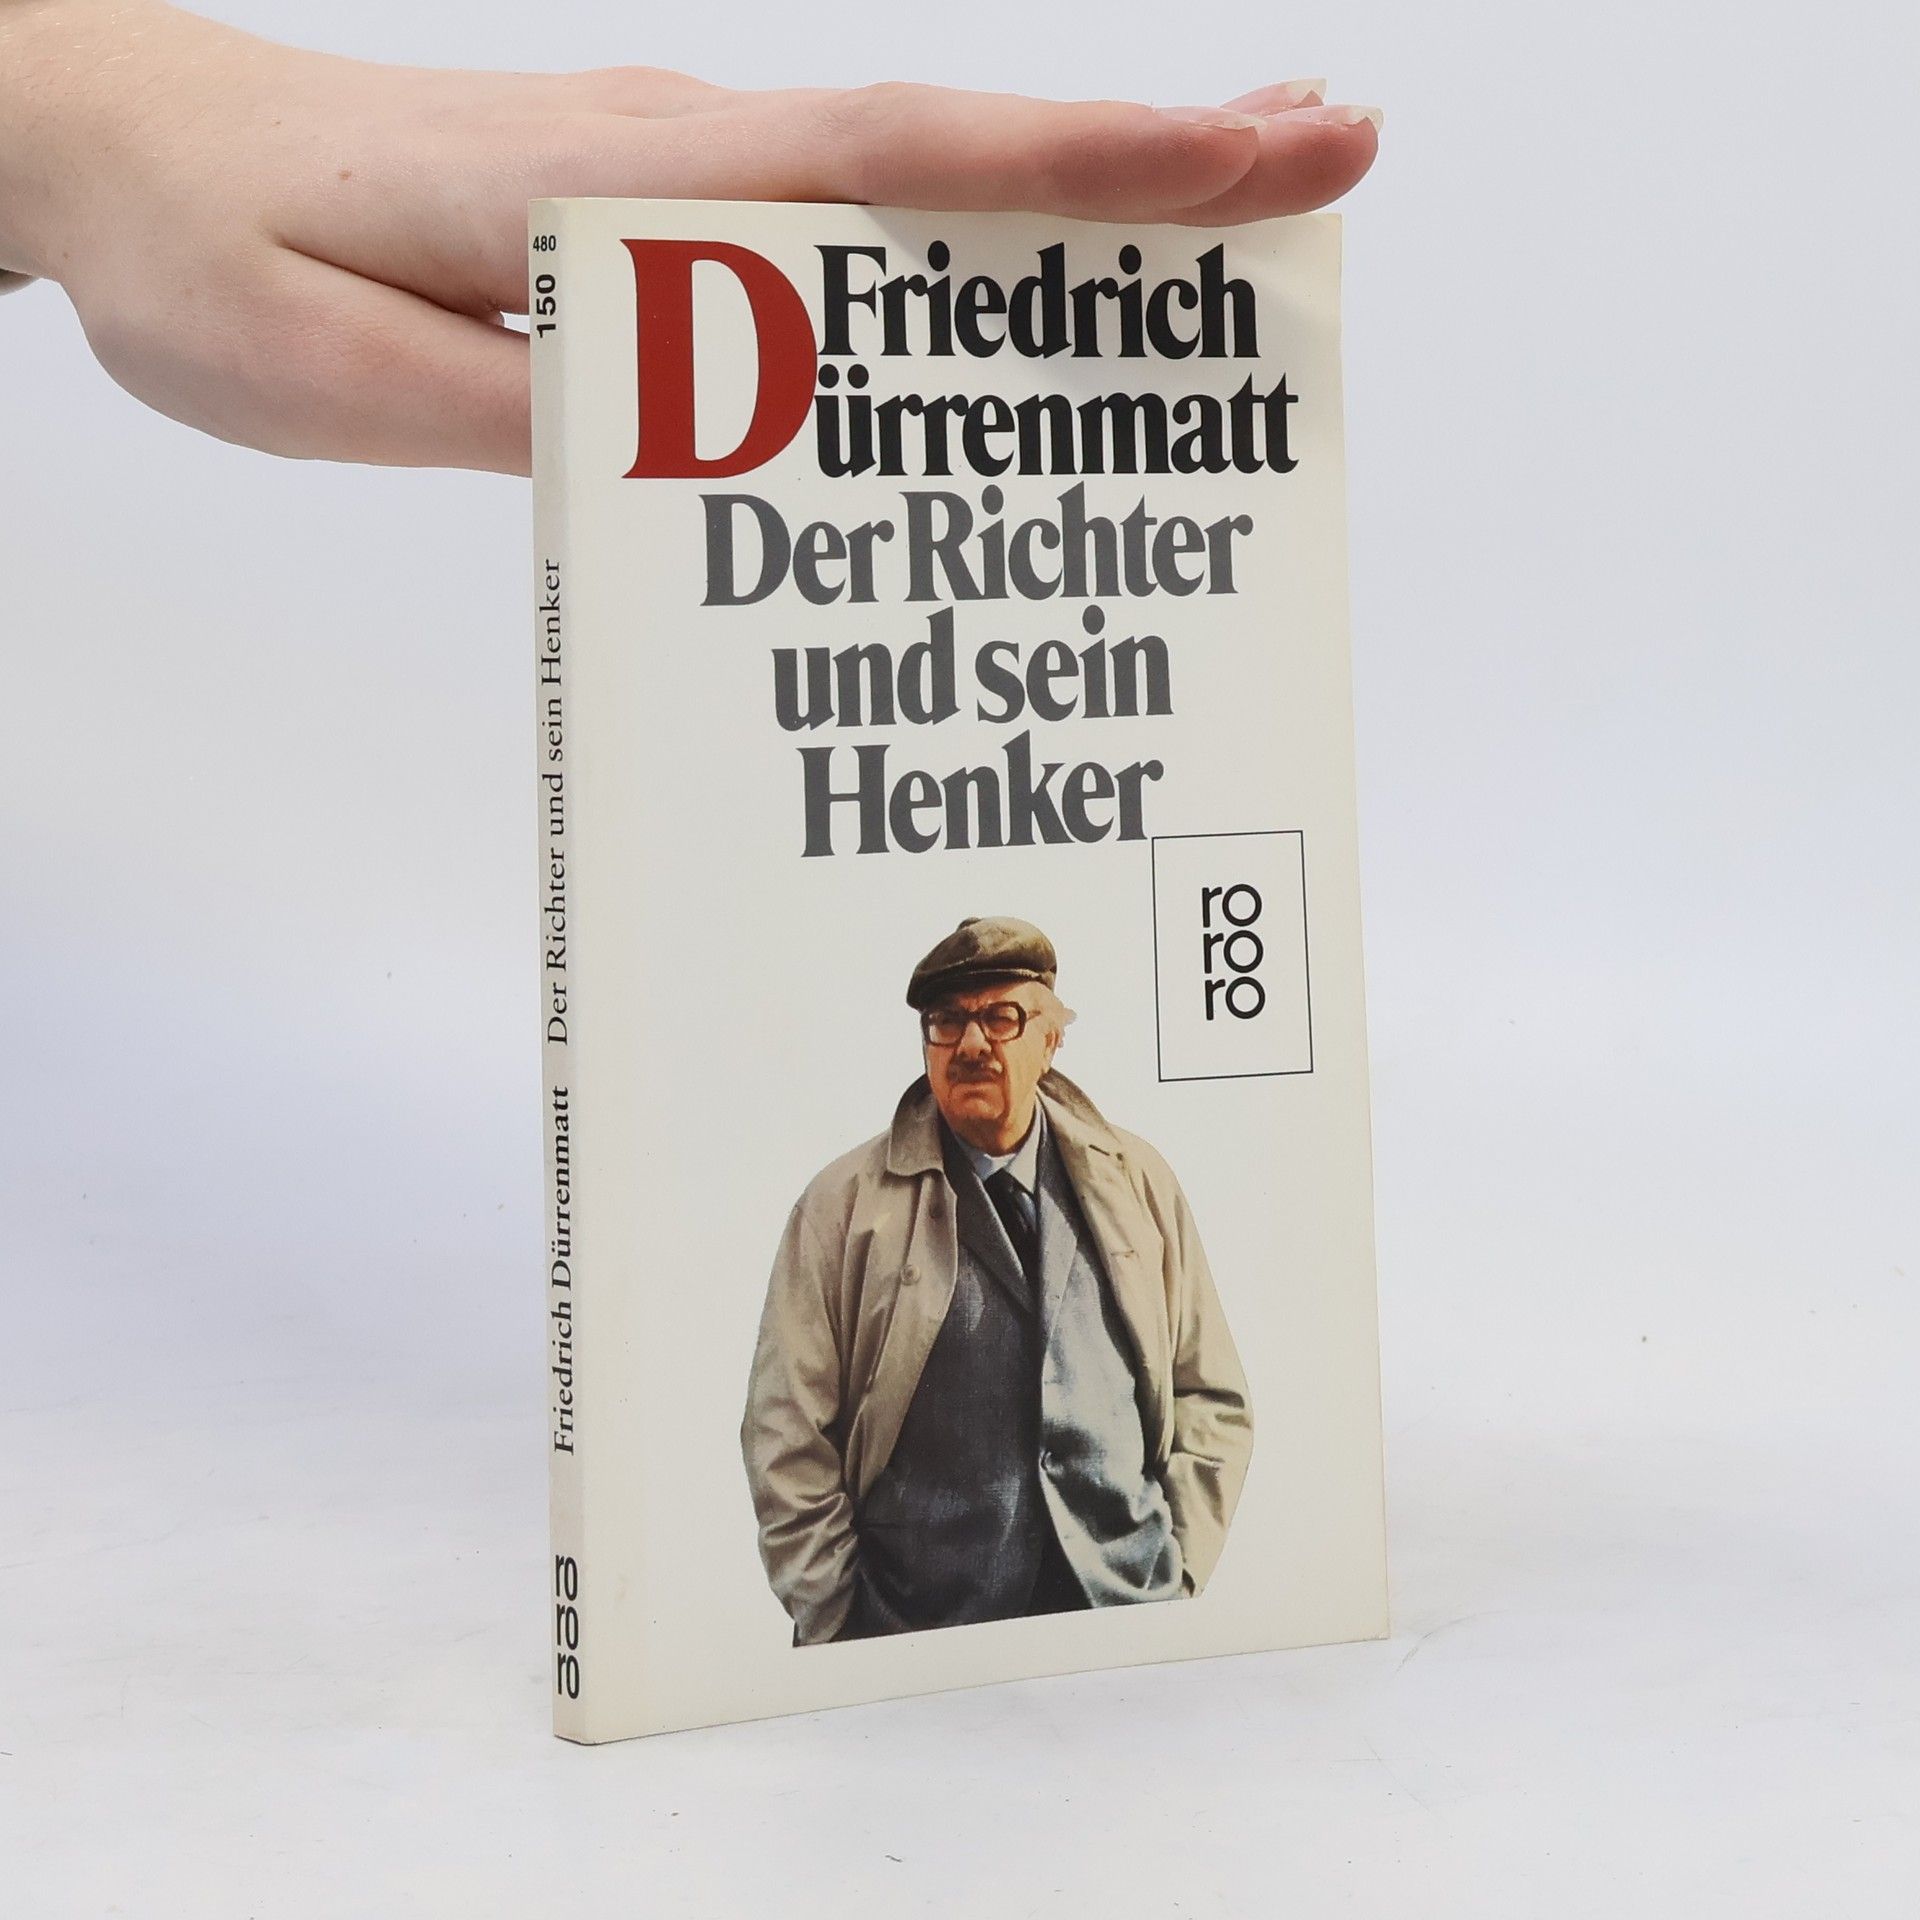 480
150
Friedrich Dürrenmatt Der Richter und sein Henker
ro
ro
ro
Friedrich
Dürrenmatt
Der Richter
und sein
Henker
ro
ro
ro